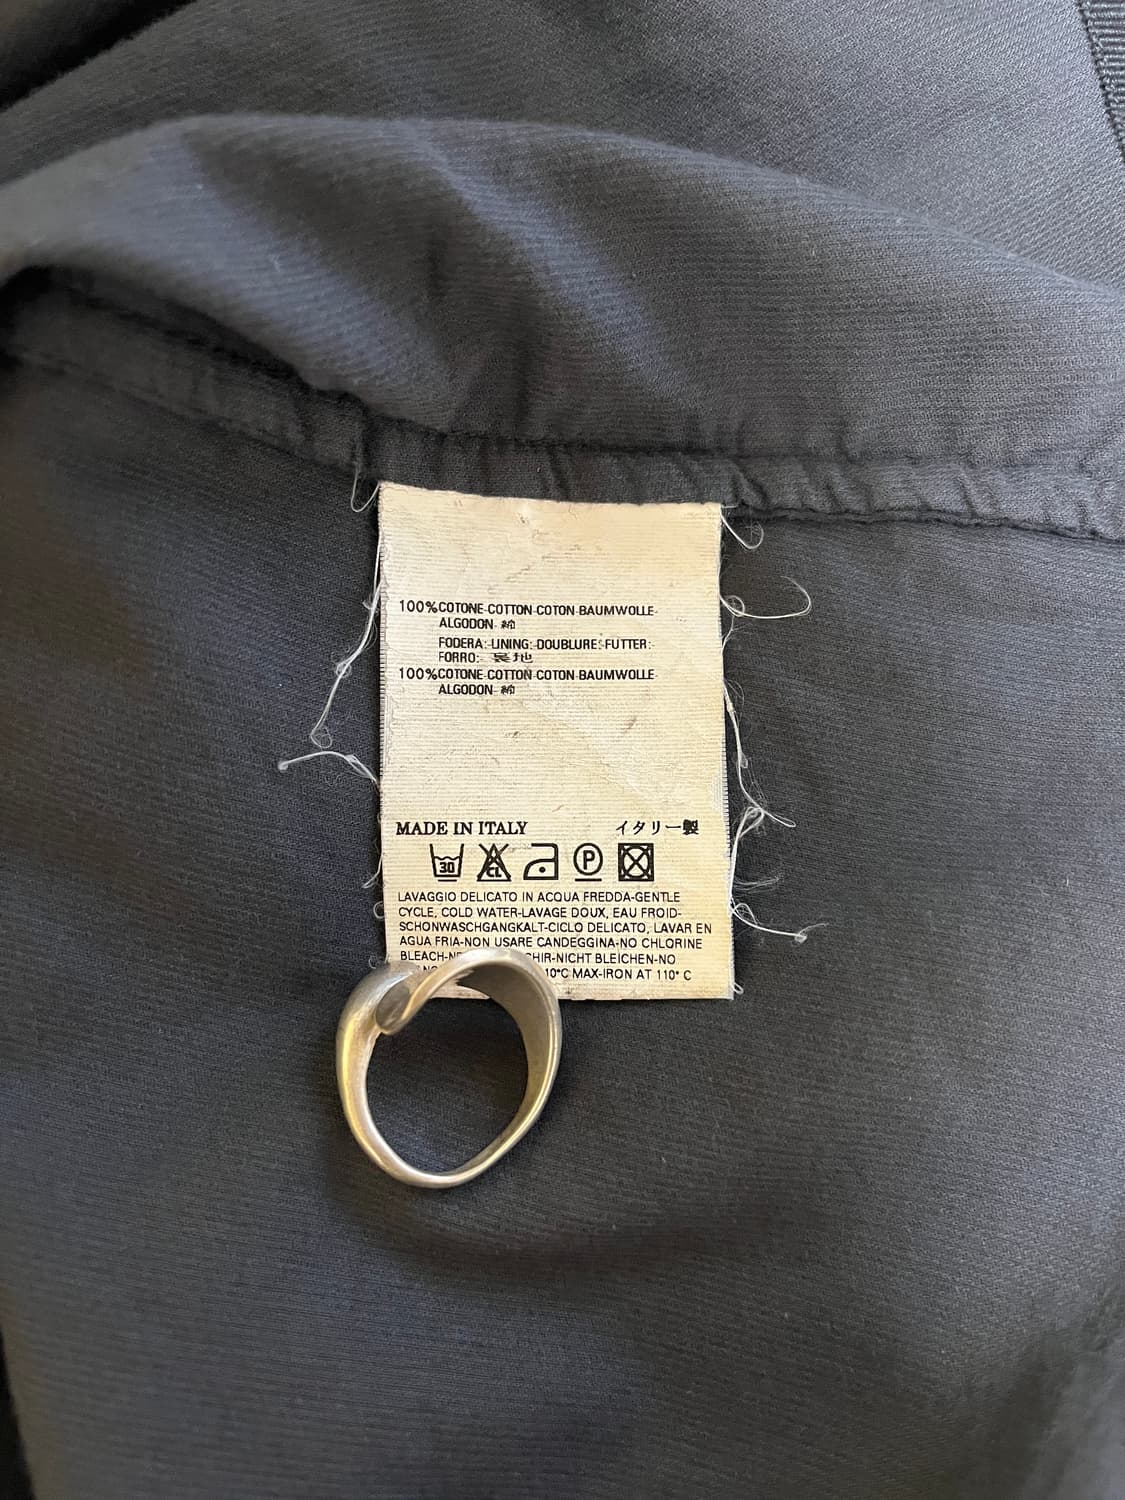 100% COTONE-COTTON-COTON-BAUMWOLLE-
ALGODON-綿
FODERA:-LINING:-DOUBLURE:-FUTTER:-
FORRO: 裏地
100% COTONE-COTTON-COTON-BAUMWOLLE-
ALGODON-綿
MADE IN ITALY イタリー製
30 CL P
LAVAGGIO DELICATO IN ACQUA FREDDA-GENTLE
CYCLE, COLD WATER-LAVAGE DOUX, EAU FROID-
SCHONWASCHGANGKALT-CICLO DELICATO, LAVAR EN
AGUA FRIA-NON USARE CANDEGGINA-NO CHLORINE
BLEACH- HIR-NICHT BLEICHEN-NO
10°C MAX-IRON AT 110° C